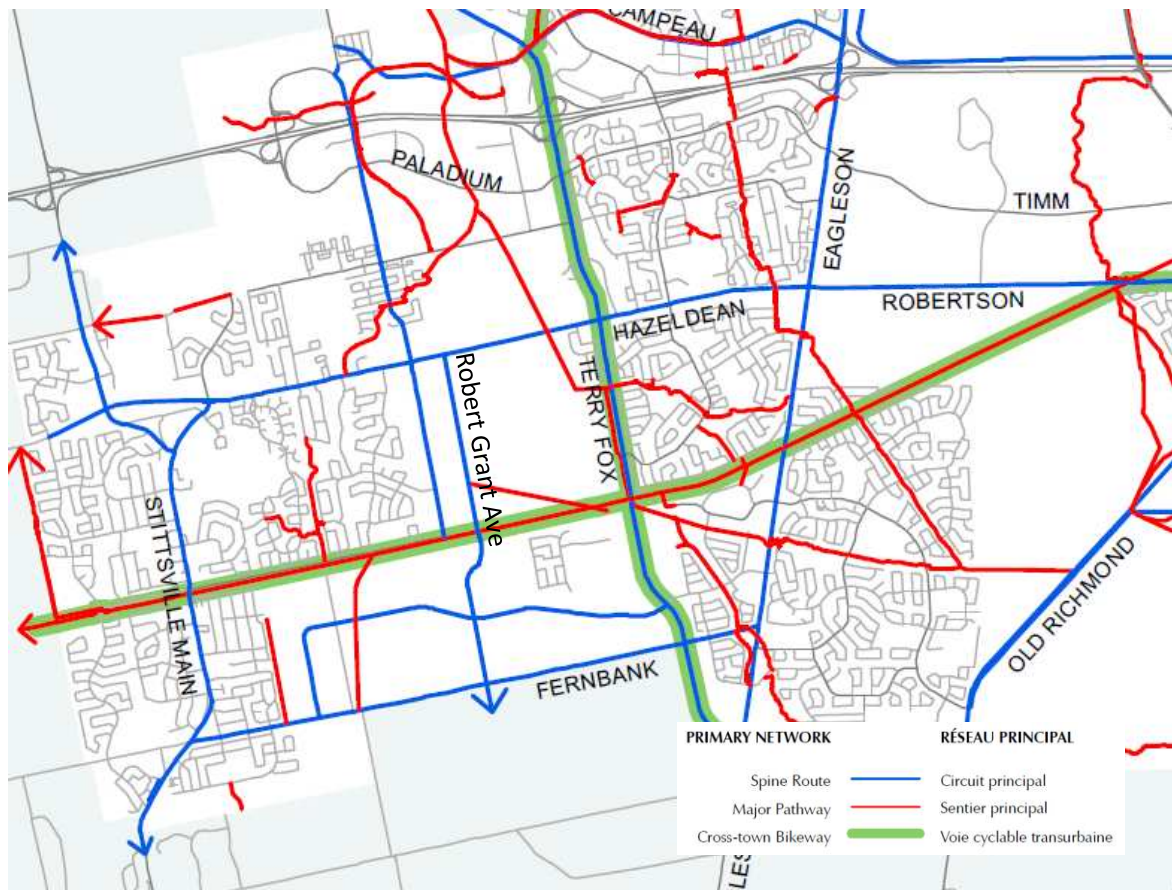 CAMPEAU
PALADIUM
EAGLESON
TIMM
ROBERTSON
HAZELDEAN
TERRY FOX
Robert Grant Ave
STITTSVILLE MAIN
OLD RICHMOND
FERNBANK
PRIMARY NETWORK RÉSEAU PRINCIPAL
Spine Route Circuit principal
Major Pathway Sentier principal
Cross-town Bikeway Voie cyclable transurbaine
LES